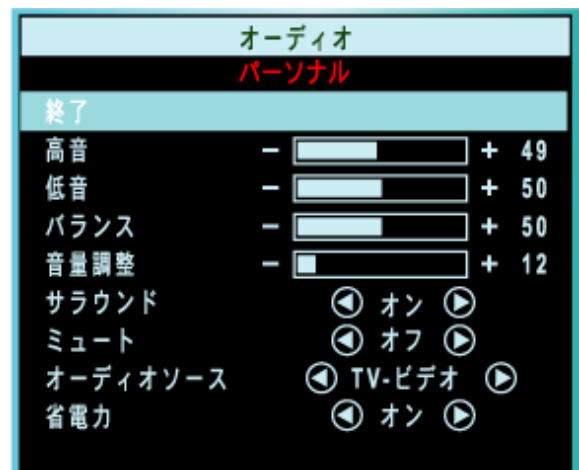 オーディオ
パーソナル
終了
高音 - + 49
低音 - + 50
バランス - + 50
音量調整 - + 12
サラウンド オン
ミュート オフ
オーディオソース TV-ビデオ
省電力 オン